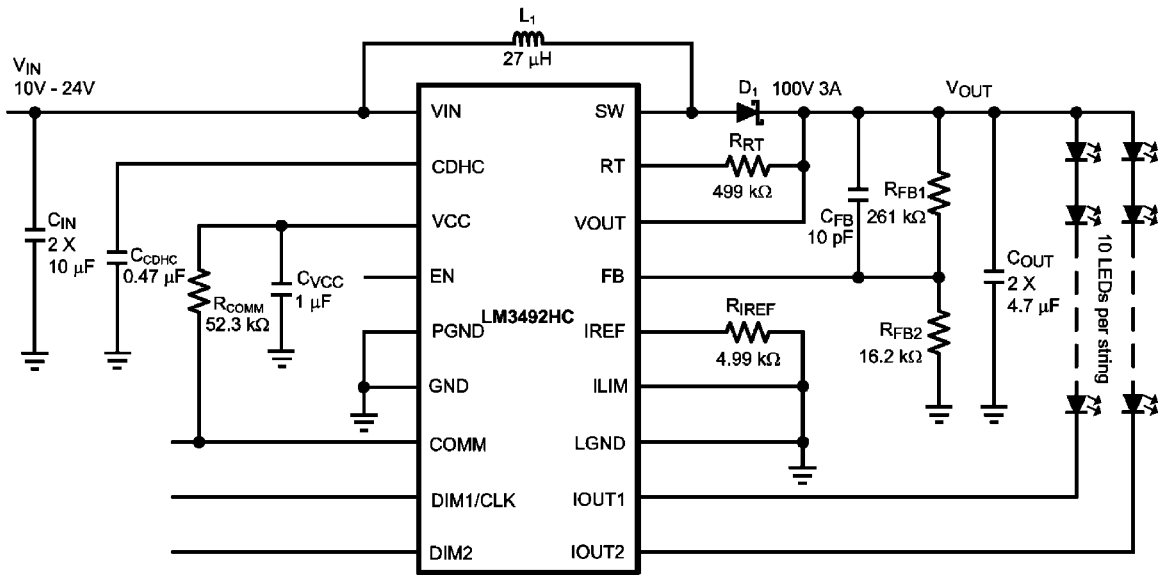 L1
27 µH
VIN
10V - 24V
D1
100V 3A
VOUT
VIN
SW
RRT
CDHC
RT
499 kΩ
RFB1
261 kΩ
VCC
VOUT
CFB
10 pF
CIN
2 X
10 µF
CCDHC
0.47 µF
CVCC
1 µF
EN
FB
COUT
2 X
4.7 µF
10 LEDs per string
RCOMM
52.3 kΩ
LM3492HC
PGND
IREF
RIREF
4.99 kΩ
RFB2
16.2 kΩ
GND
ILIM
COMM
LGND
DIM1/CLK
IOUT1
DIM2
IOUT2